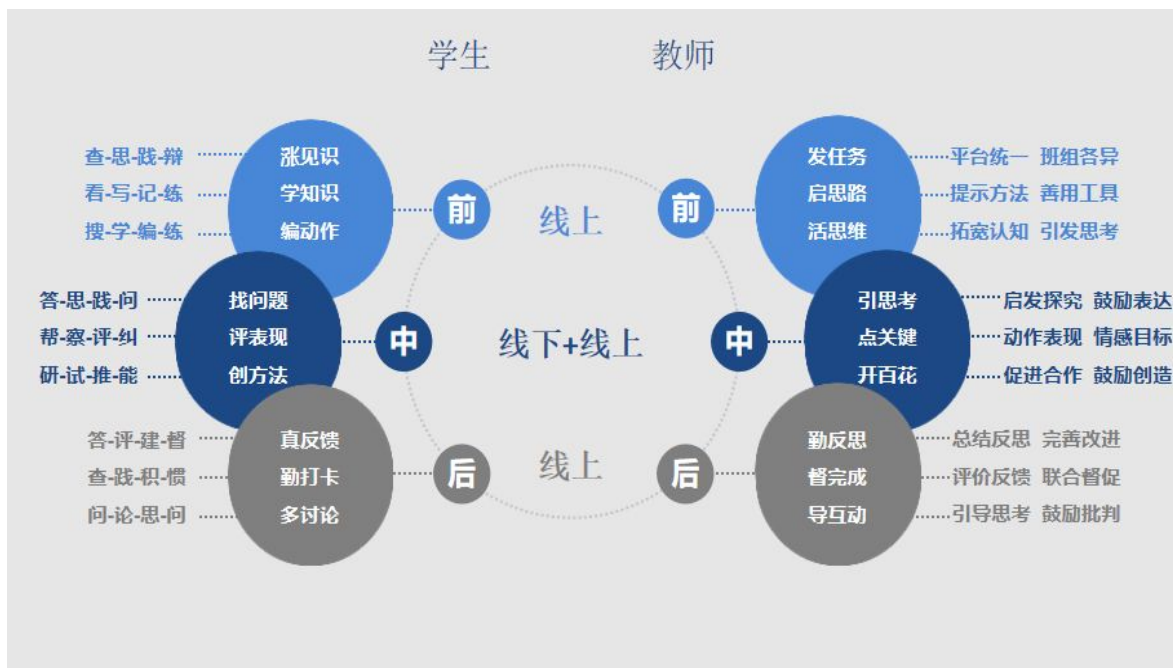 学生 教师
查-思-践-辩 涨见识 发任务 平台统一 班组各异
看-写-记-练 学知识 前 线上 前 启思路 提示方法 善用工具
搜-学-编-练 编动作 活思维 拓宽认知 引发思考
答-思-践-问 找问题 引思考 启发探究 鼓励表达
帮-察-评-纠 评表现 中 线下+线上 中 点关键 动作表现 情感目标
研-试-推-能 创方法 开百花 促进合作 鼓励创造
答-评-建-督 真反馈 勤反思 总结反思 完善改进
查-践-积-惯 勤打卡 后 线上 后 督完成 评价反馈 联合督促
问-论-思-问 多讨论 导互动 引导思考 鼓励批判